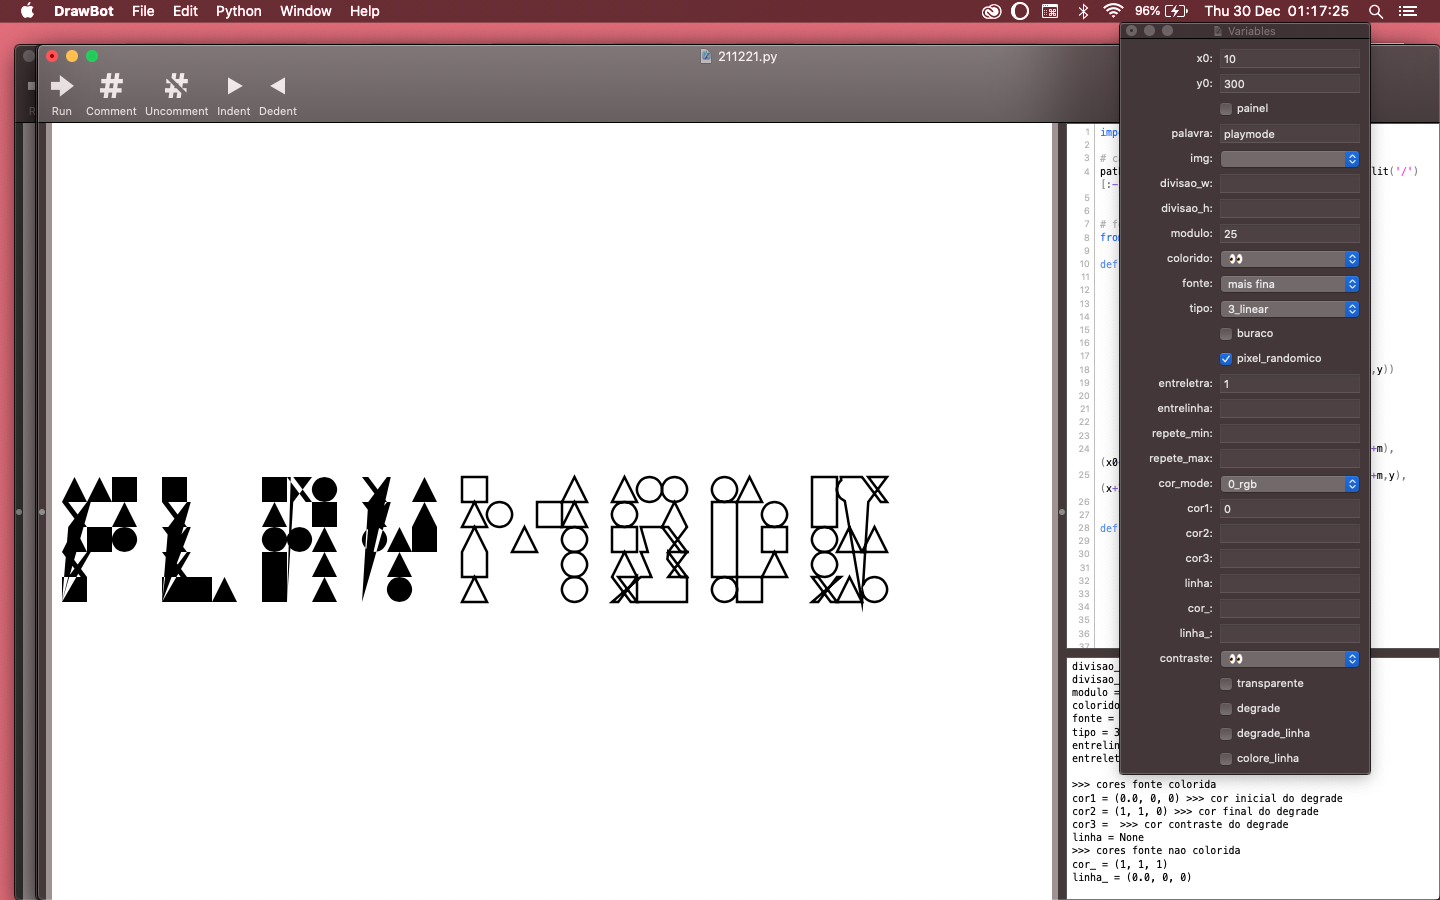 DrawBot File Edit Python Window Help
96% Thu 30 Dec 01:17:25
211221.py
Run Comment Uncomment Indent Dedent
PLAYMODE
Variables
x0: 10
y0: 300
painel
palavra: playmode
img:
divisao_w:
divisao_h:
modulo: 25
colorido: 👀
fonte: mais fina
tipo: 3_linear
buraco
pixel_randomico
entreletra: 1
entrelinha:
repete_min:
repete_max:
cor_mode: 0_rgb
cor1: 0
cor2:
cor3:
linha:
cor_:
linha_:
contraste: 👀
transparente
degrade
degrade_linha
colore_linha
1 imp
2
3 # c
4 path lit('/')
[:-
5
6
7 # f
8 from
9
10 def
11
12
13
14
15
16
17
18 ,y))
19
20
21
22
23
24 +m),
(x0
25 +m,y),
(x+
26
27
28 def
29
30
31
32
33
34
35
36
37
divisao_
divisao_
modulo =
colorido
fonte =
tipo = 3
entrelin
entrelet
>>> cores fonte colorida
cor1 = (0.0, 0, 0) >>> cor inicial do degrade
cor2 = (1, 1, 0) >>> cor final do degrade
cor3 = >>> cor contraste do degrade
linha = None
>>> cores fonte nao colorida
cor_ = (1, 1, 1)
linha_ = (0.0, 0, 0)